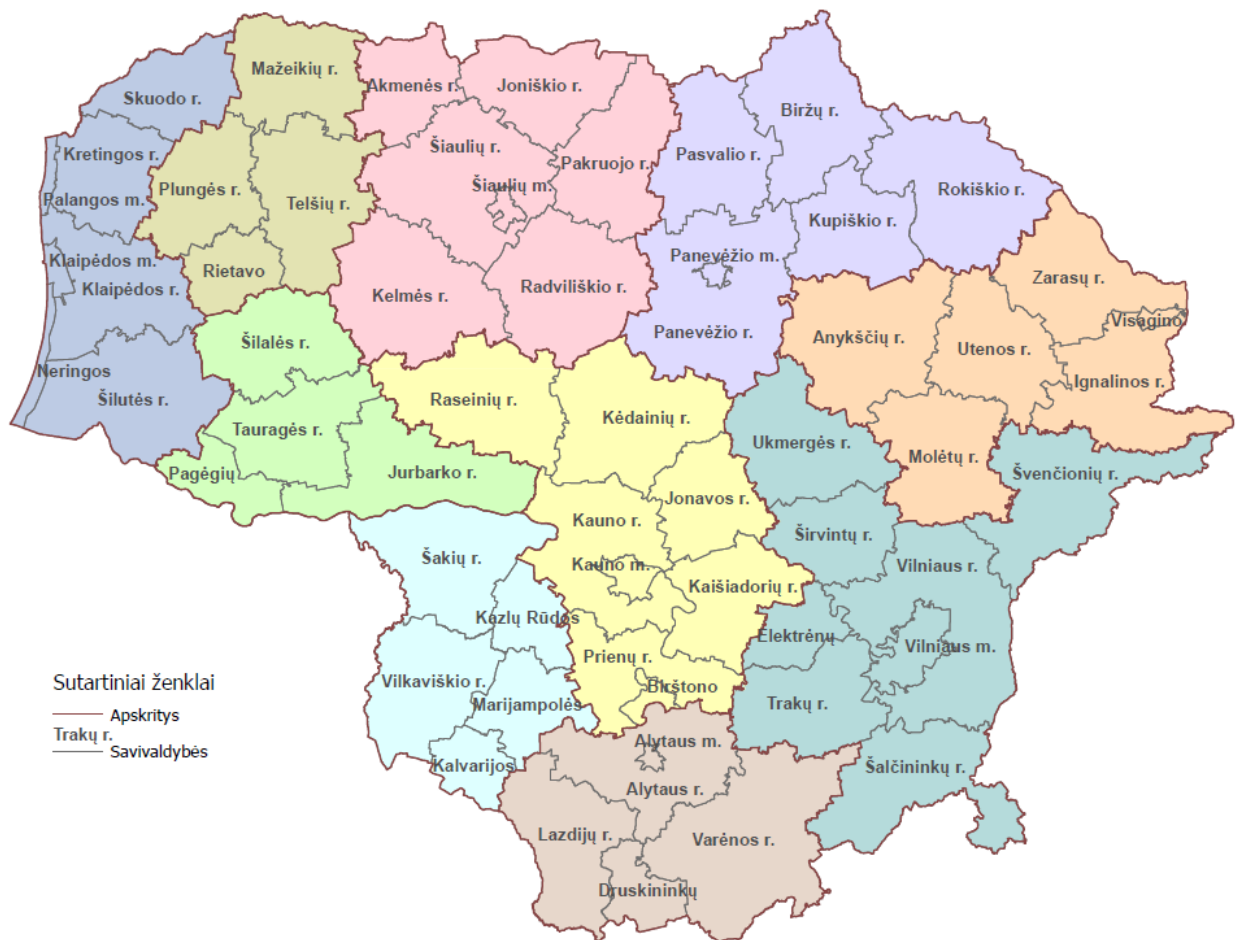 Mažeikių r.
Skuodo r.
Akmenės r.
Joniškio r.
Biržų r.
Kretingos r.
Šiaulių r.
Pakruojo r.
Pasvalio r.
Plungės r.
Telšių r.
Šiaulių m.
Rokiškio r.
Palangos m.
Kupiškio r.
Klaipėdos m.
Rietavo
Panevėžio m.
Klaipėdos r.
Kelmės r.
Radviliškio r.
Zarasų r.
Visagino
Panevėžio r.
Anykščių r.
Utenos r.
Šilalės r.
Neringos
Ignalinos r.
Šilutės r.
Raseinių r.
Kėdainių r.
Tauragės r.
Ukmergės r.
Molėtų r.
Pagėgių
Jurbarko r.
Švenčionių r.
Jonavos r.
Kauno r.
Širvintų r.
Šakių r.
Kauno m.
Vilniaus r.
Kaišiadorių r.
Kazlų Rūdos
Elektrėnų
Vilniaus m.
Prienų r.
Vilkaviškio r.
Birštono
Marijampolės
Trakų r.
Alytaus m.
Kalvarijos
Šalčininkų r.
Alytaus r.
Lazdijų r.
Varėnos r.
Druskininkų
Sutartiniai ženklai
Apskritys
Trakų r.
Savivaldybės